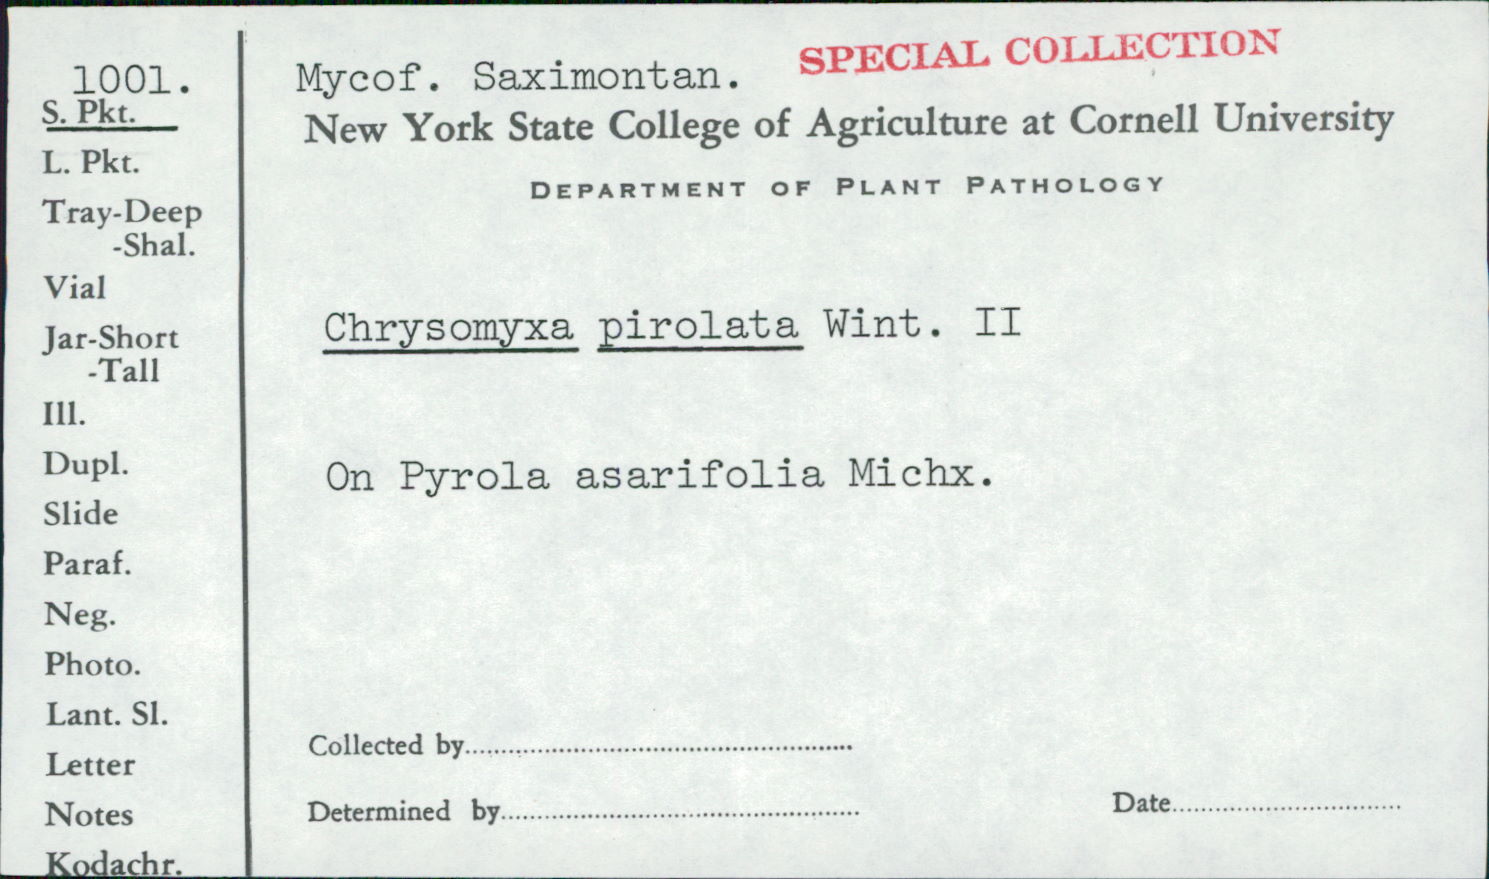 1001.
S. Pkt.
L. Pkt.
Tray-Deep
-Shal.
Vial
Jar-Short
-Tall
Ill.
Dupl.
Slide
Paraf.
Neg.
Photo.
Lant. Sl.
Letter
Notes
Kodachr.
Mycof. Saximontan.
SPECIAL COLLECTION
New York State College of Agriculture at Cornell University
DEPARTMENT OF PLANT PATHOLOGY
Chrysomyxa pirolata Wint. II
On Pyrola asarifolia Michx.
Collected by
Determined by
Date